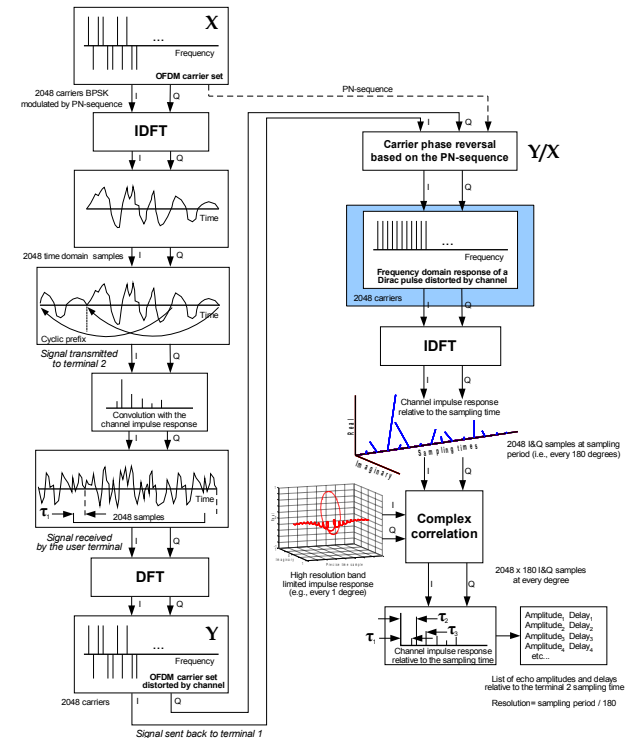 X
...
Frequency
OFDM carrier set
2048 carriers BPSK
modulated by PN-sequence
I
Q
IDFT
I
Q
Time
2048 time domain samples
I
Q
Time
Cyclic prefix
Signal transmitted
to terminal 2
I
Q
Convolution with the
channel impulse response
I
Q
Time
τ1
2048 samples
Signal received
by the user terminal
I
Q
DFT
I
Q
Y
...
Frequency
OFDM carrier set
distorted by channel
2048 carriers
I
Q
Signal sent back to terminal 1
PN-sequence
I
Q
Carrier phase reversal
based on the PN-sequence
Y/X
I
Q
...
Frequency
Frequency domain response of a
Dirac pulse distorted by channel
2048 carriers
I
Q
IDFT
I
Q
Channel impulse response
relative to the sampling time
Real
Imaginary
Sampling times
2048 I&Q samples at sampling
period (i.e., every 180 degrees)
I
Q
I
Q
Complex
correlation
High resolution band
limited impulse response
(e.g., every 1 degree)
2048 x 180 I&Q samples
at every degree
I
Q
τ2
τ1
τ3
Channel impulse response
relative to the sampling time
Amplitude1 Delay1
Amplitude2 Delay2
Amplitude3 Delay3
Amplitude4 Delay4
etc...
List of echo amplitudes and delays
relative to the terminal 2 sampling time
Resolution= sampling period / 180